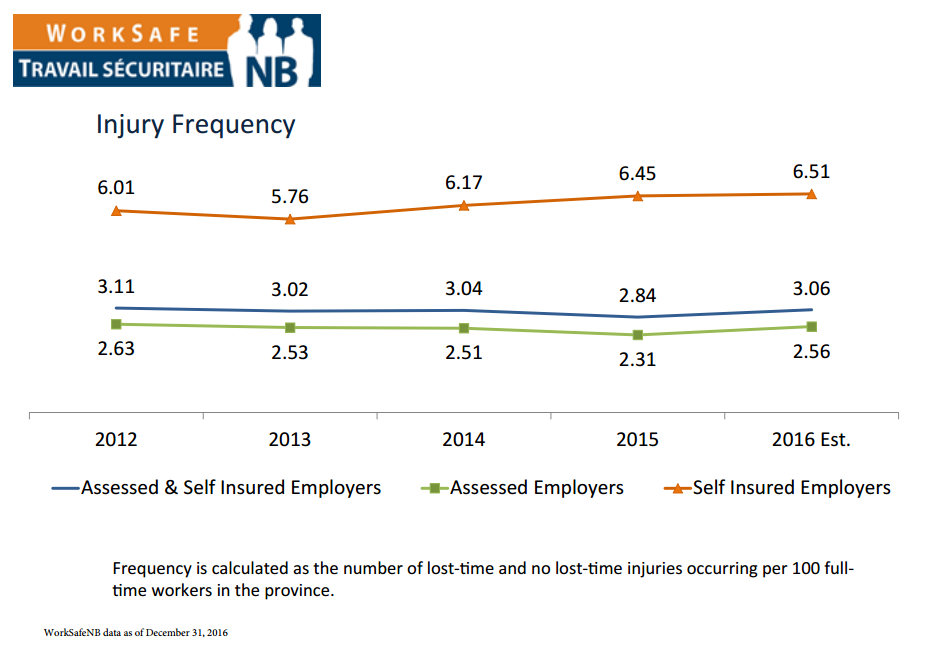 WORKSAFE
TRAVAIL SÉCURITAIRE NB
Injury Frequency
6.01 5.76 6.17 6.45 6.51
3.11 3.02 3.04 2.84 3.06
2.63 2.53 2.51 2.31 2.56
2012 2013 2014 2015 2016 Est.
Assessed & Self Insured Employers Assessed Employers Self Insured Employers
Frequency is calculated as the number of lost-time and no lost-time injuries occurring per 100 full-
time workers in the province.
WorkSafeNB data as of December 31, 2016